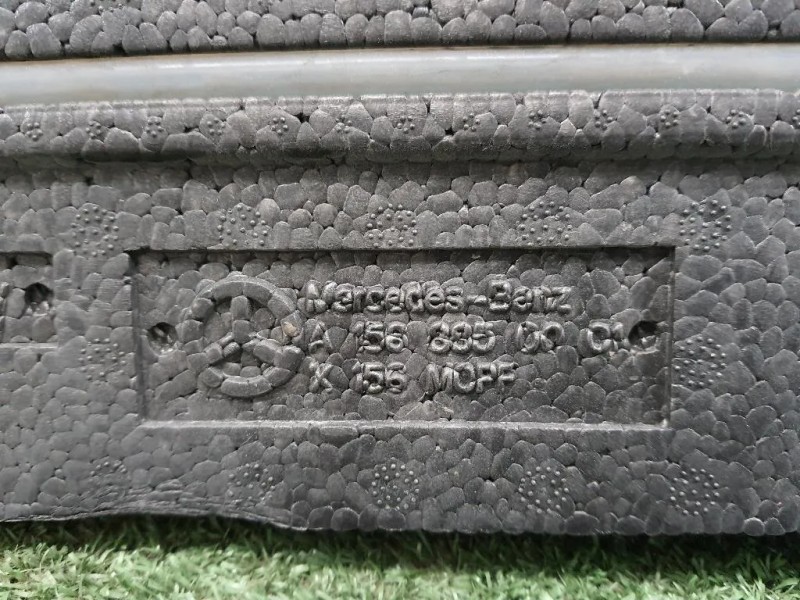 Mercedes-Benz
A 156 885 00 01
X 156 MOPF